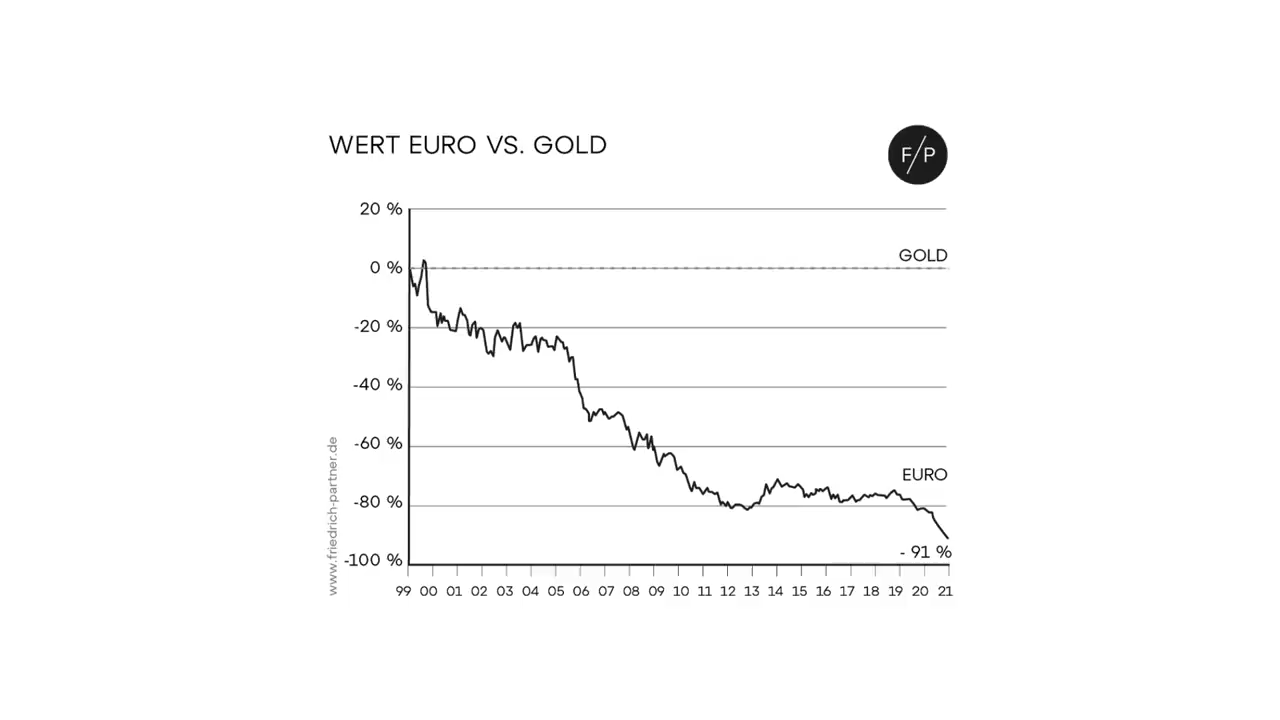 WERT EURO VS. GOLD
F/P
20 %
0 %
-20 %
-40 %
-60 %
-80 %
-100 %
GOLD
EURO
- 91 %
99 00 01 02 03 04 05 06 07 08 09 10 11 12 13 14 15 16 17 18 19 20 21
www.friedrich-partner.de